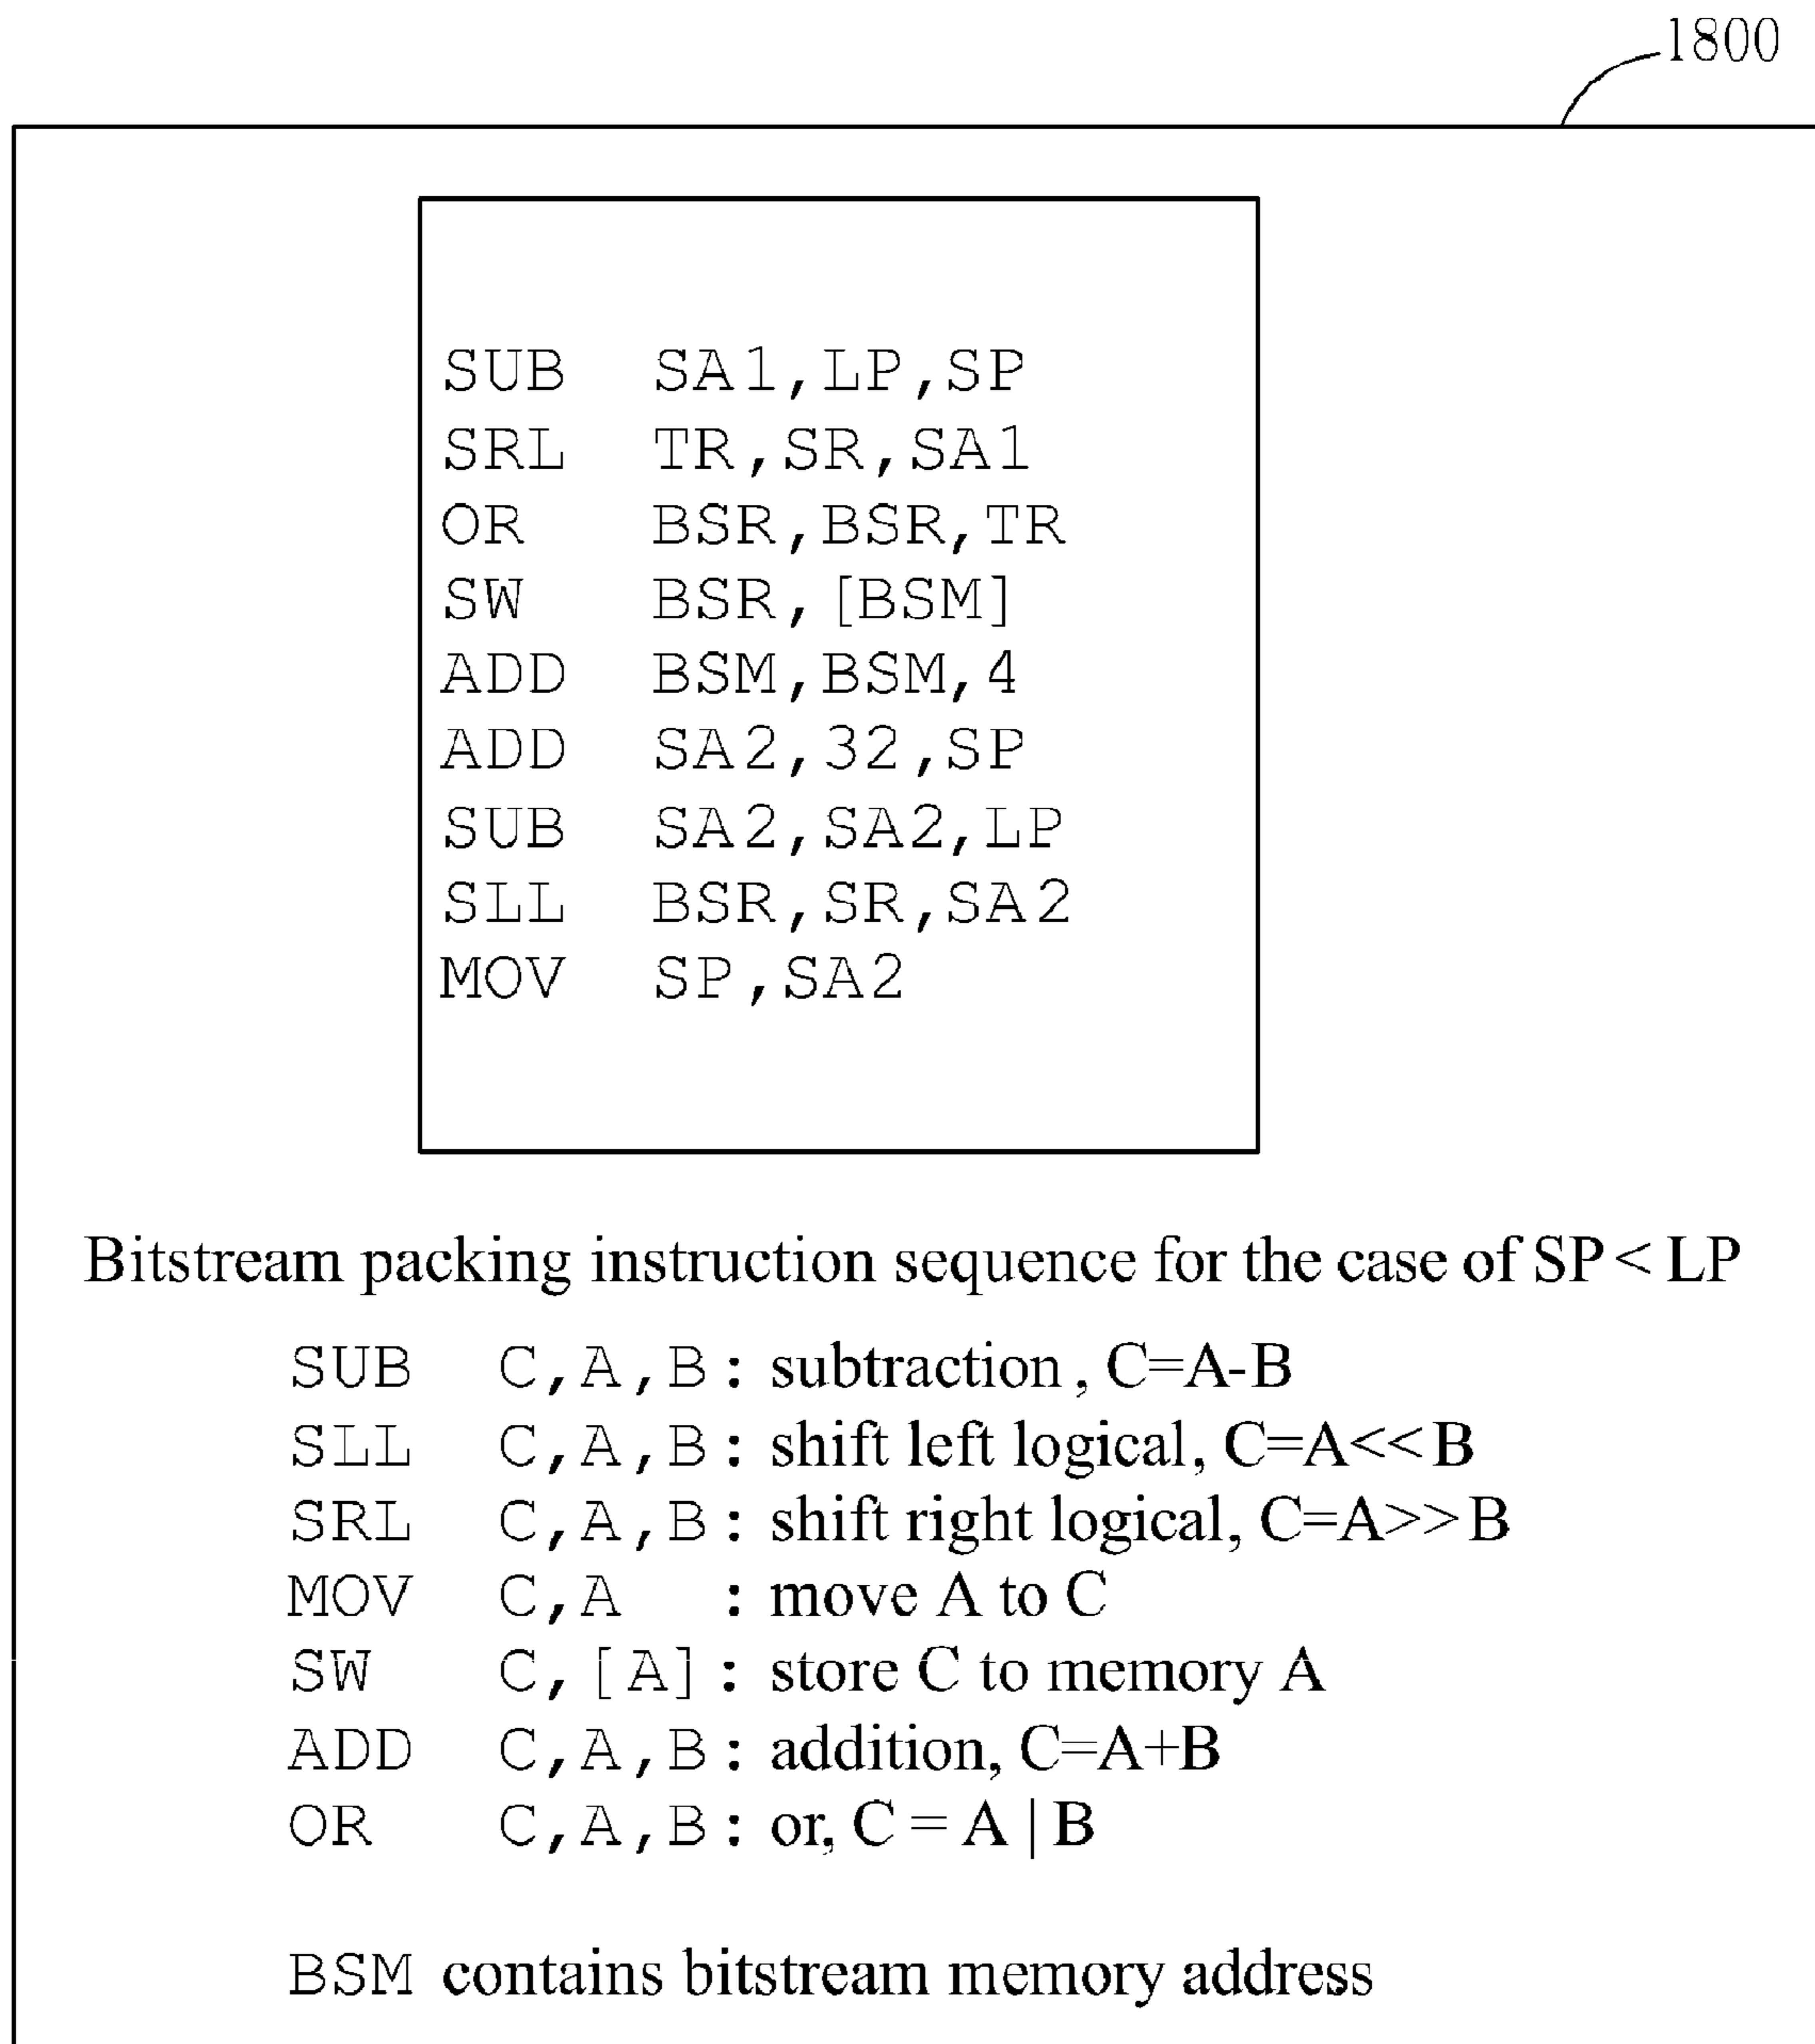 1800
SUB SA1,LP,SP
SRL TR,SR,SA1
OR BSR,BSR,TR
SW BSR,[BSM]
ADD BSM,BSM,4
ADD SA2,32,SP
SUB SA2,SA2,LP
SLL BSR,SR,SA2
MOV SP,SA2
Bitstream packing instruction sequence for the case of SP < LP
SUB C,A,B: subtraction, C=A-B
SLL C,A,B: shift left logical, C=A<<B
SRL C,A,B: shift right logical, C=A>>B
MOV C,A : move A to C
SW C,[A]: store C to memory A
ADD C,A,B: addition, C=A+B
OR C,A,B: or, C = A | B
BSM contains bitstream memory address